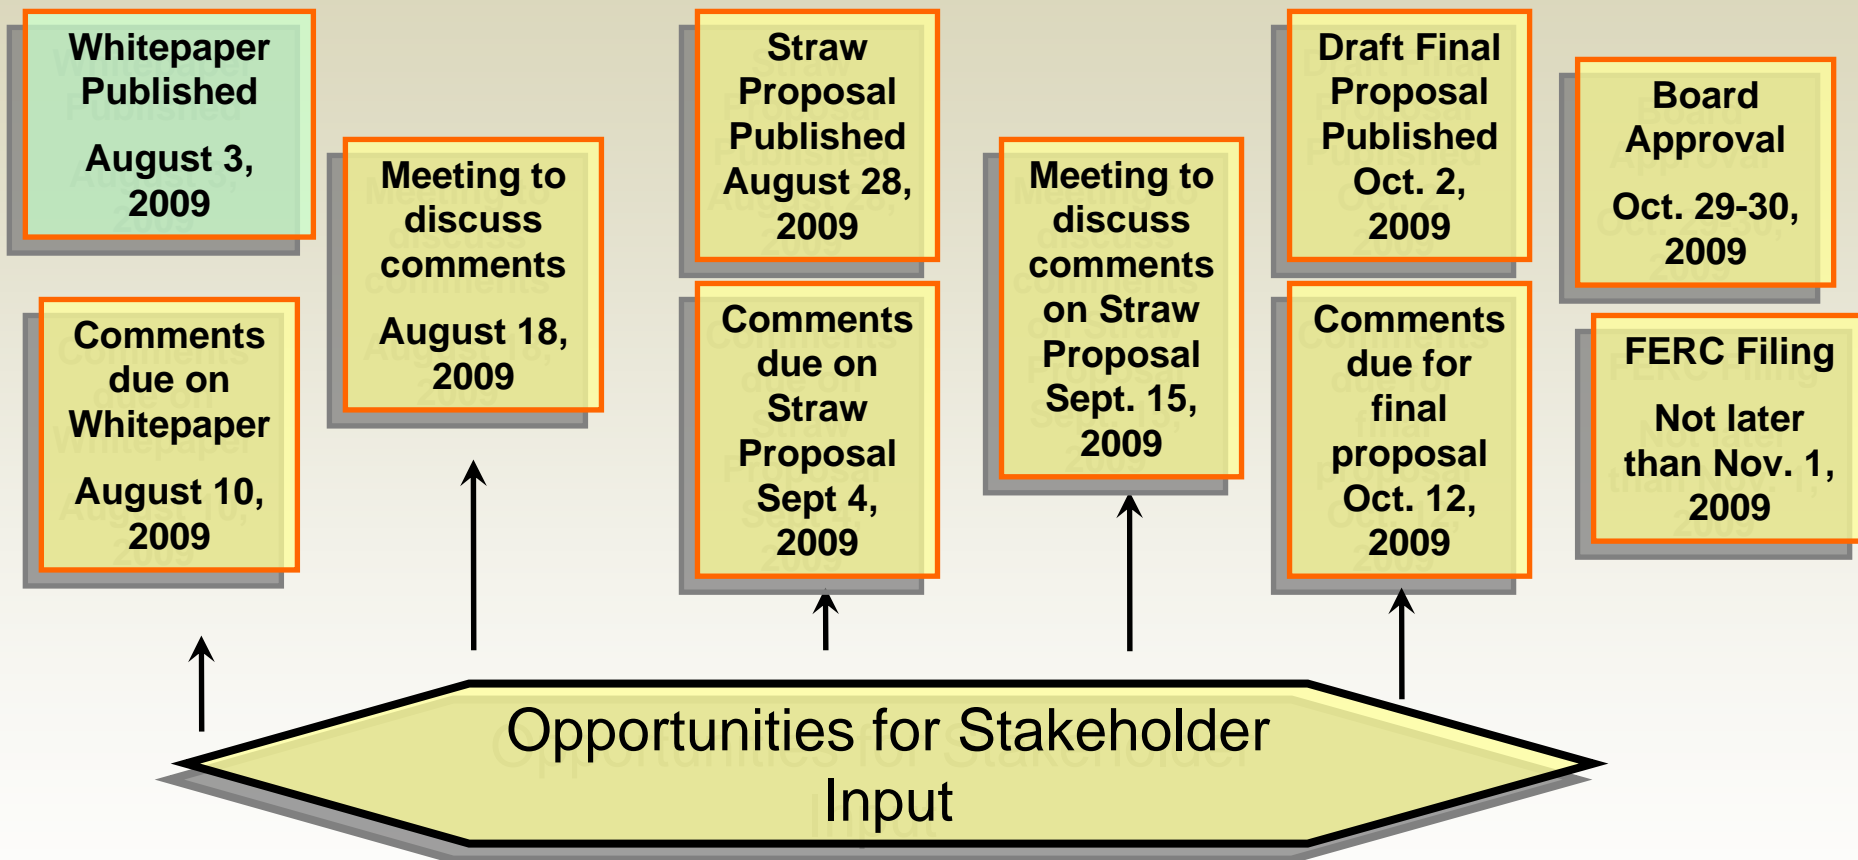 Whitepaper
Published
August 3,
2009
Comments
due on
Whitepaper
August 10,
2009
Meeting to
discuss
comments
August 18,
2009
Straw
Proposal
Published
August 28,
2009
Comments
due on
Straw
Proposal
Sept 4,
2009
Meeting to
discuss
comments
on Straw
Proposal
Sept. 15,
2009
Draft Final
Proposal
Published
Oct. 2,
2009
Comments
due for
final
proposal
Oct. 12,
2009
Board
Approval
Oct. 29-30,
2009
FERC Filing
Not later
than Nov. 1,
2009
Opportunities for Stakeholder
Input